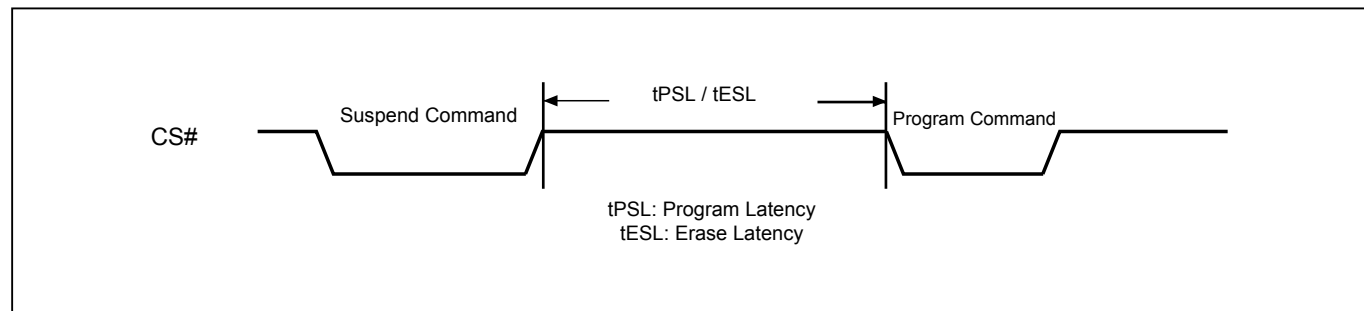 tPSL / tESL
Suspend Command
Program Command
CS#
tPSL: Program Latency
tESL: Erase Latency